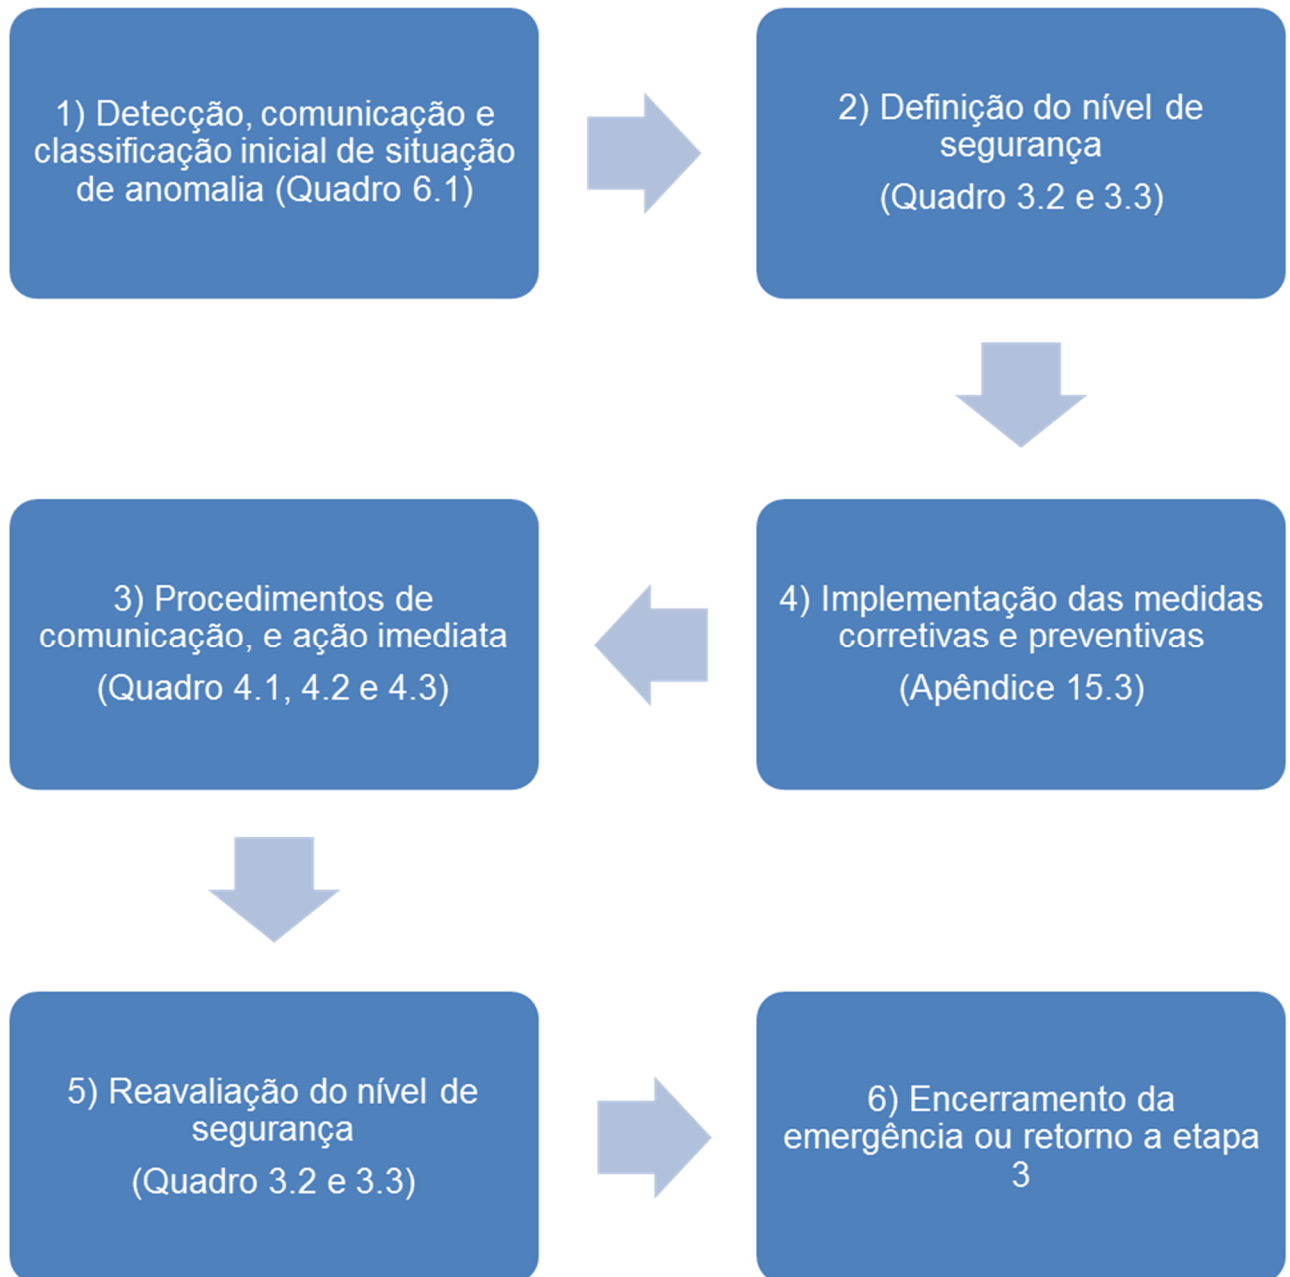 1) Detecção, comunicação e
classificação inicial de situação
de anomalia (Quadro 6.1)
2) Definição do nível de
segurança
(Quadro 3.2 e 3.3)
3) Procedimentos de
comunicação, e ação imediata
(Quadro 4.1, 4.2 e 4.3)
4) Implementação das medidas
corretivas e preventivas
(Apêndice 15.3)
5) Reavaliação do nível de
segurança
(Quadro 3.2 e 3.3)
6) Encerramento da
emergência ou retorno a etapa
3